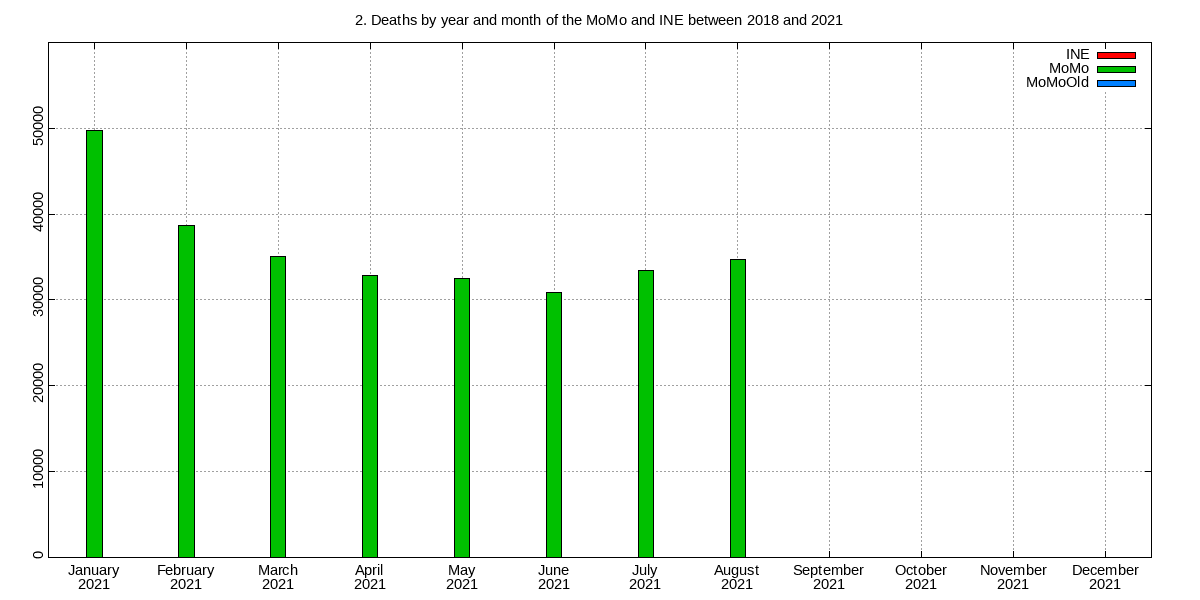 2. Deaths by year and month of the MoMo and INE between 2018 and 2021
INE
MoMo
MoMoOld
50000
40000
30000
20000
10000
0
January February March April May June July August September October November December
2021 2021 2021 2021 2021 2021 2021 2021 2021 2021 2021 2021